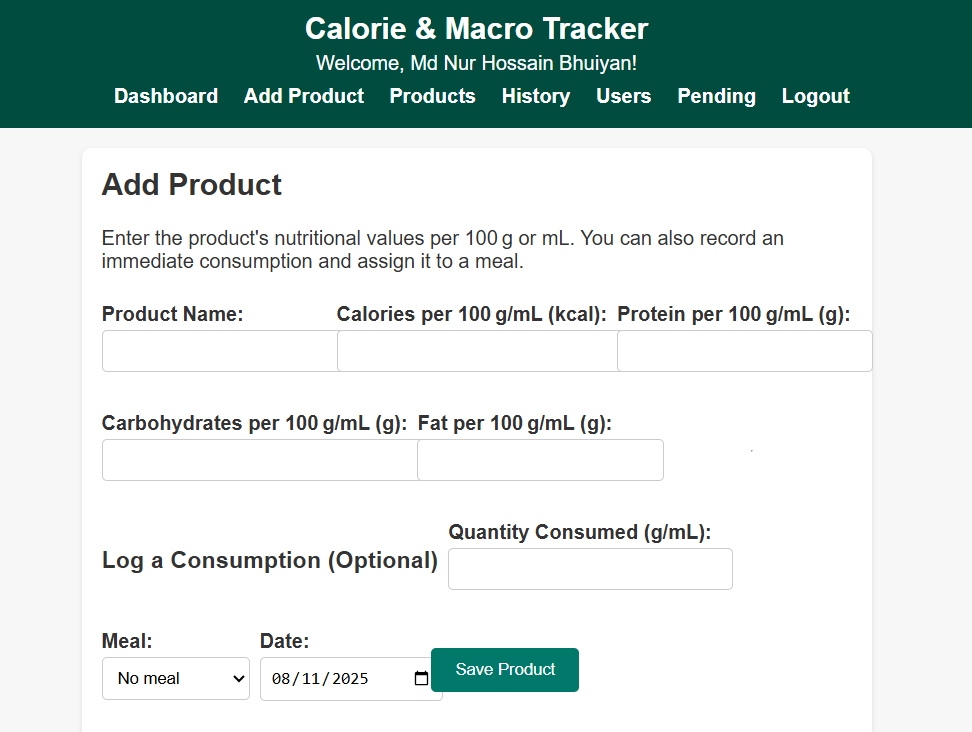 Calorie & Macro Tracker
Welcome, Md Nur Hossain Bhuiyan!
Dashboard Add Product Products History Users Pending Logout
Add Product
Enter the product's nutritional values per 100 g or mL. You can also record an
immediate consumption and assign it to a meal.
Product Name: Calories per 100 g/mL (kcal): Protein per 100 g/mL (g):
Carbohydrates per 100 g/mL (g): Fat per 100 g/mL (g):
Quantity Consumed (g/mL):
Log a Consumption (Optional)
Meal: Date:
No meal 08/11/2025 Save Product